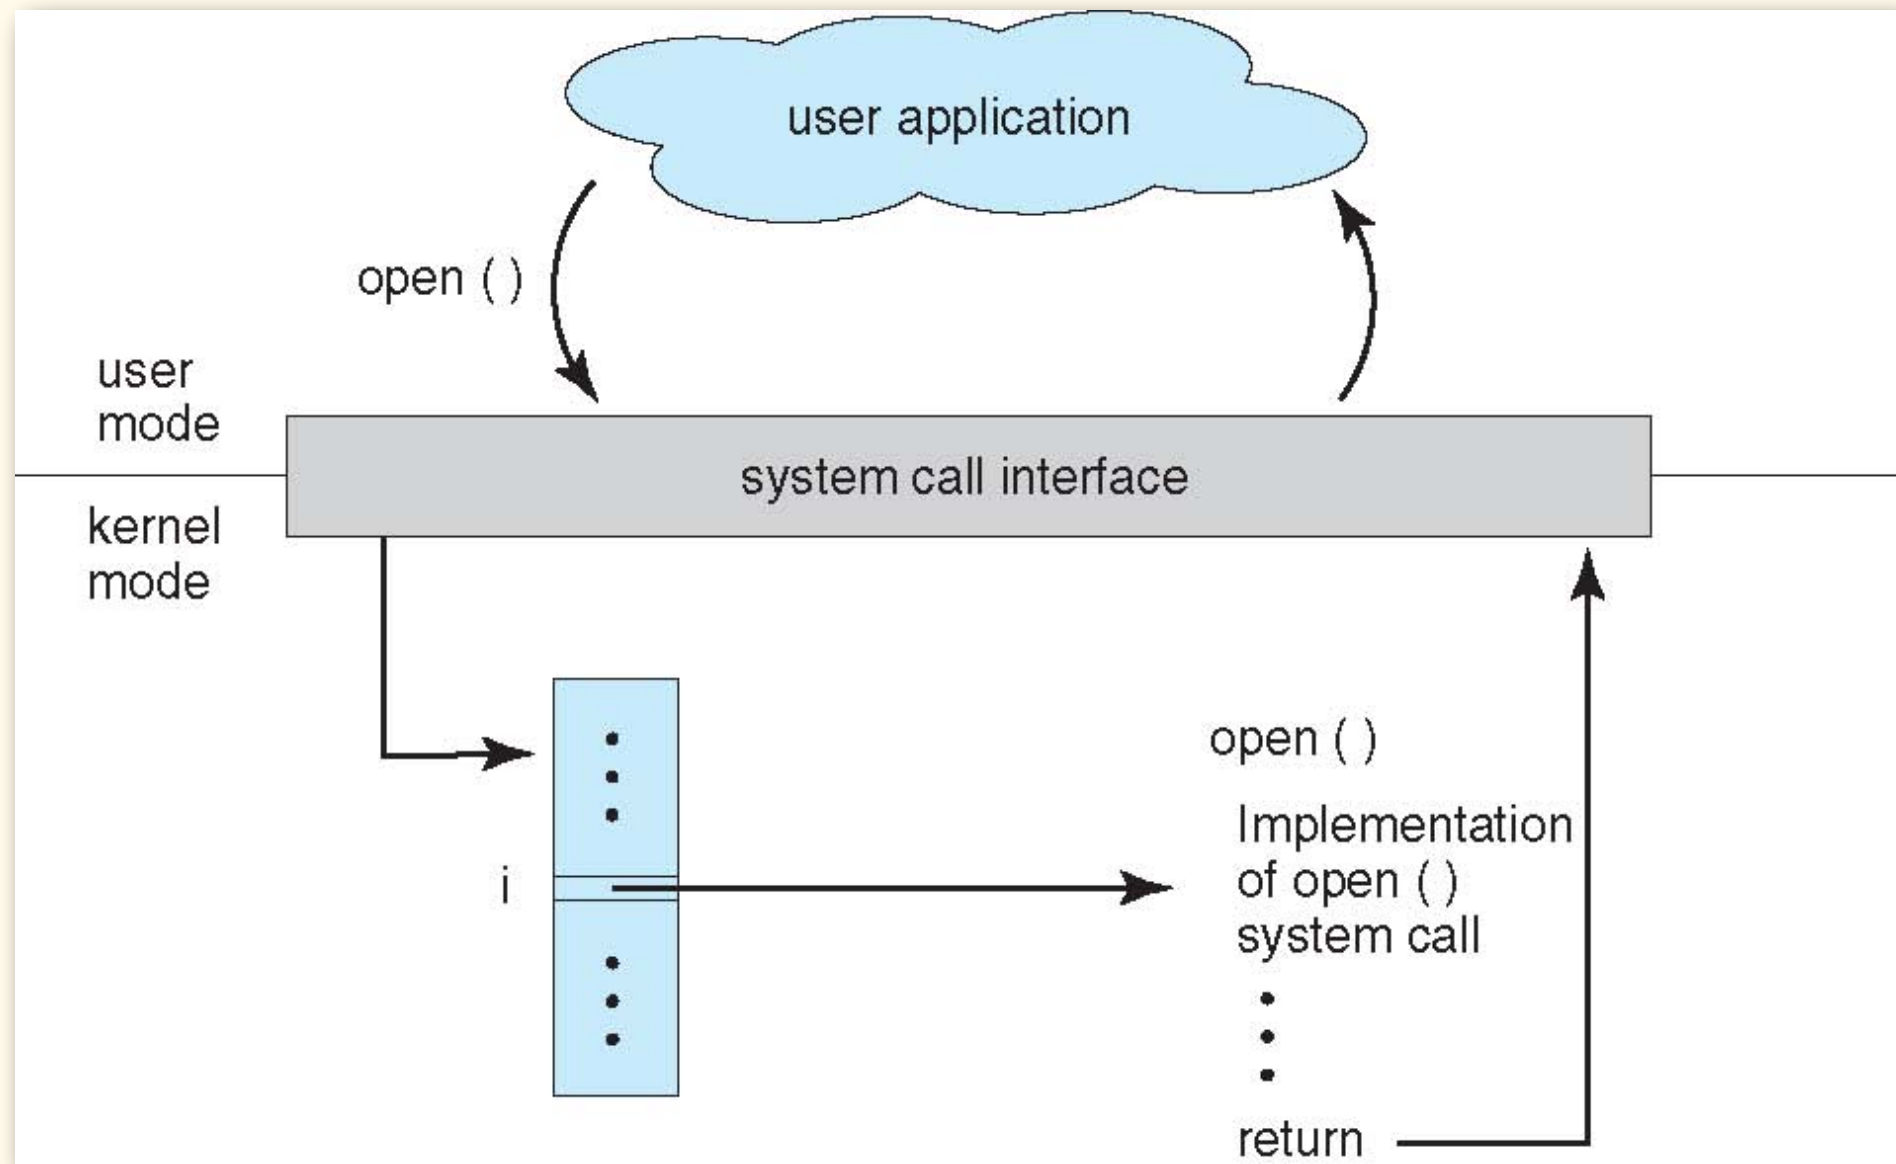 user application
open ( )
user
mode
system call interface
kernel
mode
open ( )
Implementation
of open ( )
system call
i
return